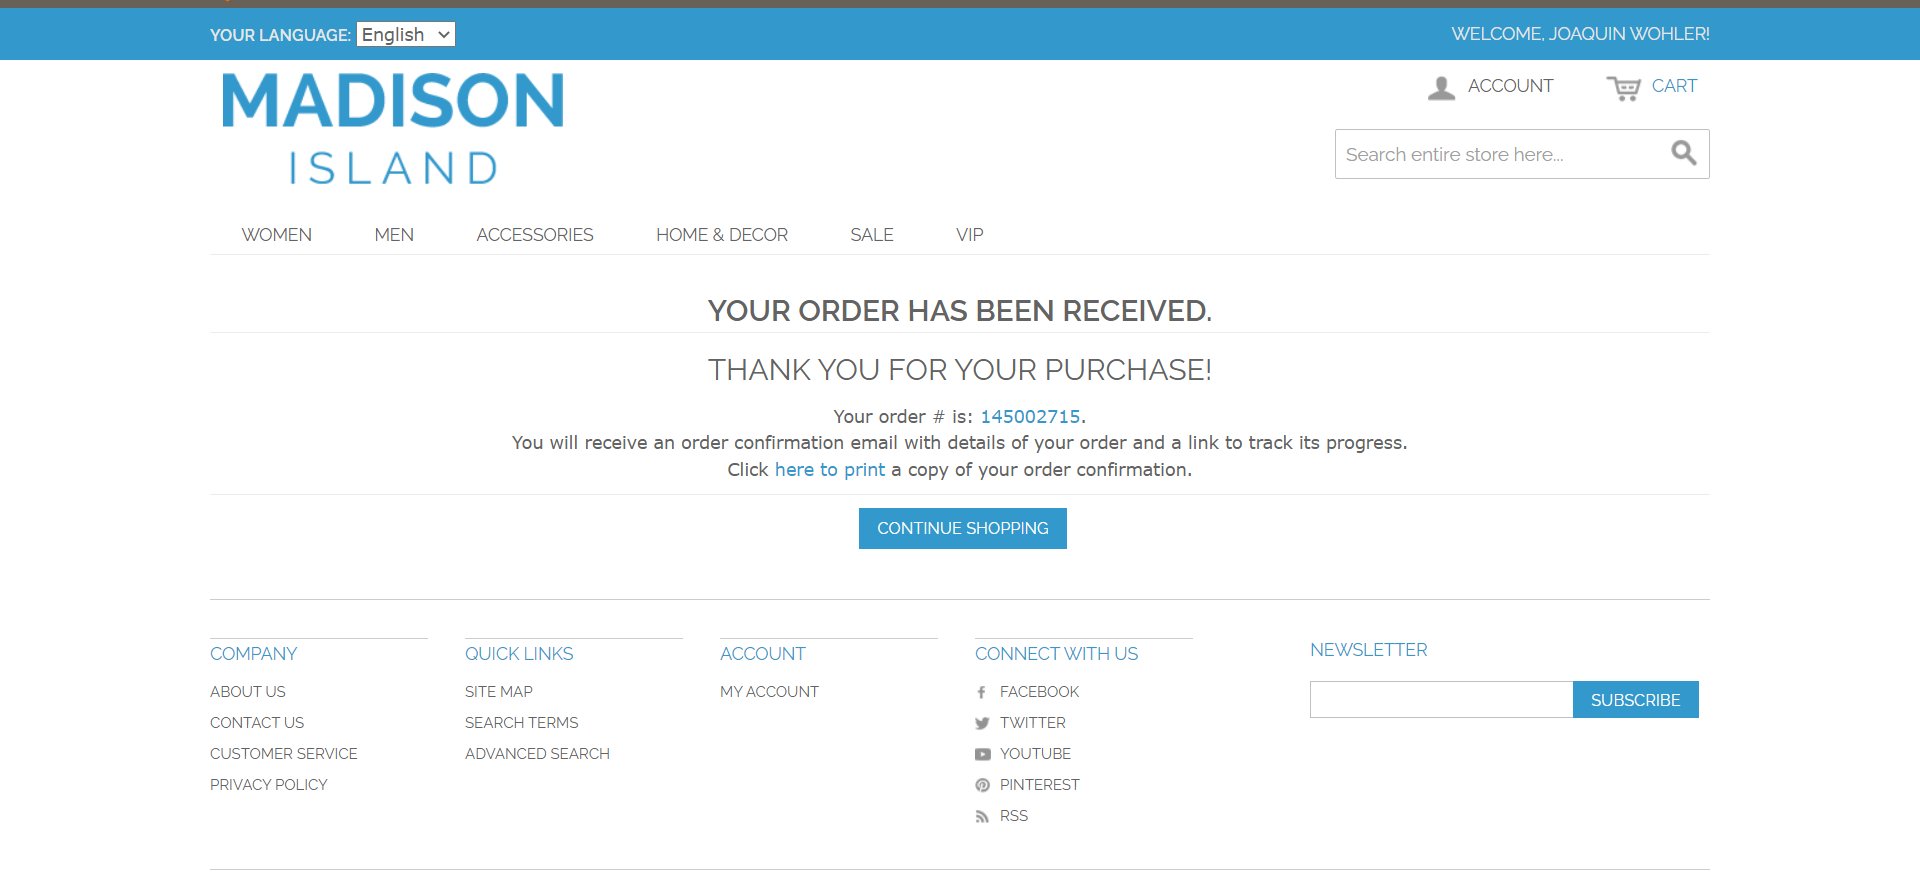 YOUR LANGUAGE: English
WELCOME, JOAQUIN WOHLER!
MADISON
ISLAND
ACCOUNT
CART
Search entire store here...
WOMEN MEN ACCESSORIES HOME & DECOR SALE VIP
YOUR ORDER HAS BEEN RECEIVED.
THANK YOU FOR YOUR PURCHASE!
Your order # is: 145002715.
You will receive an order confirmation email with details of your order and a link to track its progress.
Click here to print a copy of your order confirmation.
CONTINUE SHOPPING
COMPANY
ABOUT US
CONTACT US
CUSTOMER SERVICE
PRIVACY POLICY
QUICK LINKS
SITE MAP
SEARCH TERMS
ADVANCED SEARCH
ACCOUNT
MY ACCOUNT
CONNECT WITH US
FACEBOOK
TWITTER
YOUTUBE
PINTEREST
RSS
NEWSLETTER
SUBSCRIBE